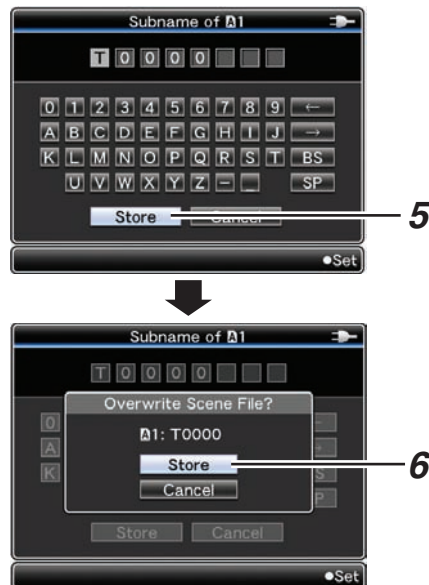 Subname of A1
T 0 0 0 0
0 1 2 3 4 5 6 7 8 9 ←
A B C D E F G H I J →
K L M N O P Q R S T BS
U V W X Y Z - _ SP
Store Cancel 5
●Set
Subname of A1
T 0 0 0 0
Overwrite Scene File?
0
A1: T0000
A →
Store 6
K S
Cancel
P
Store Cancel
●Set